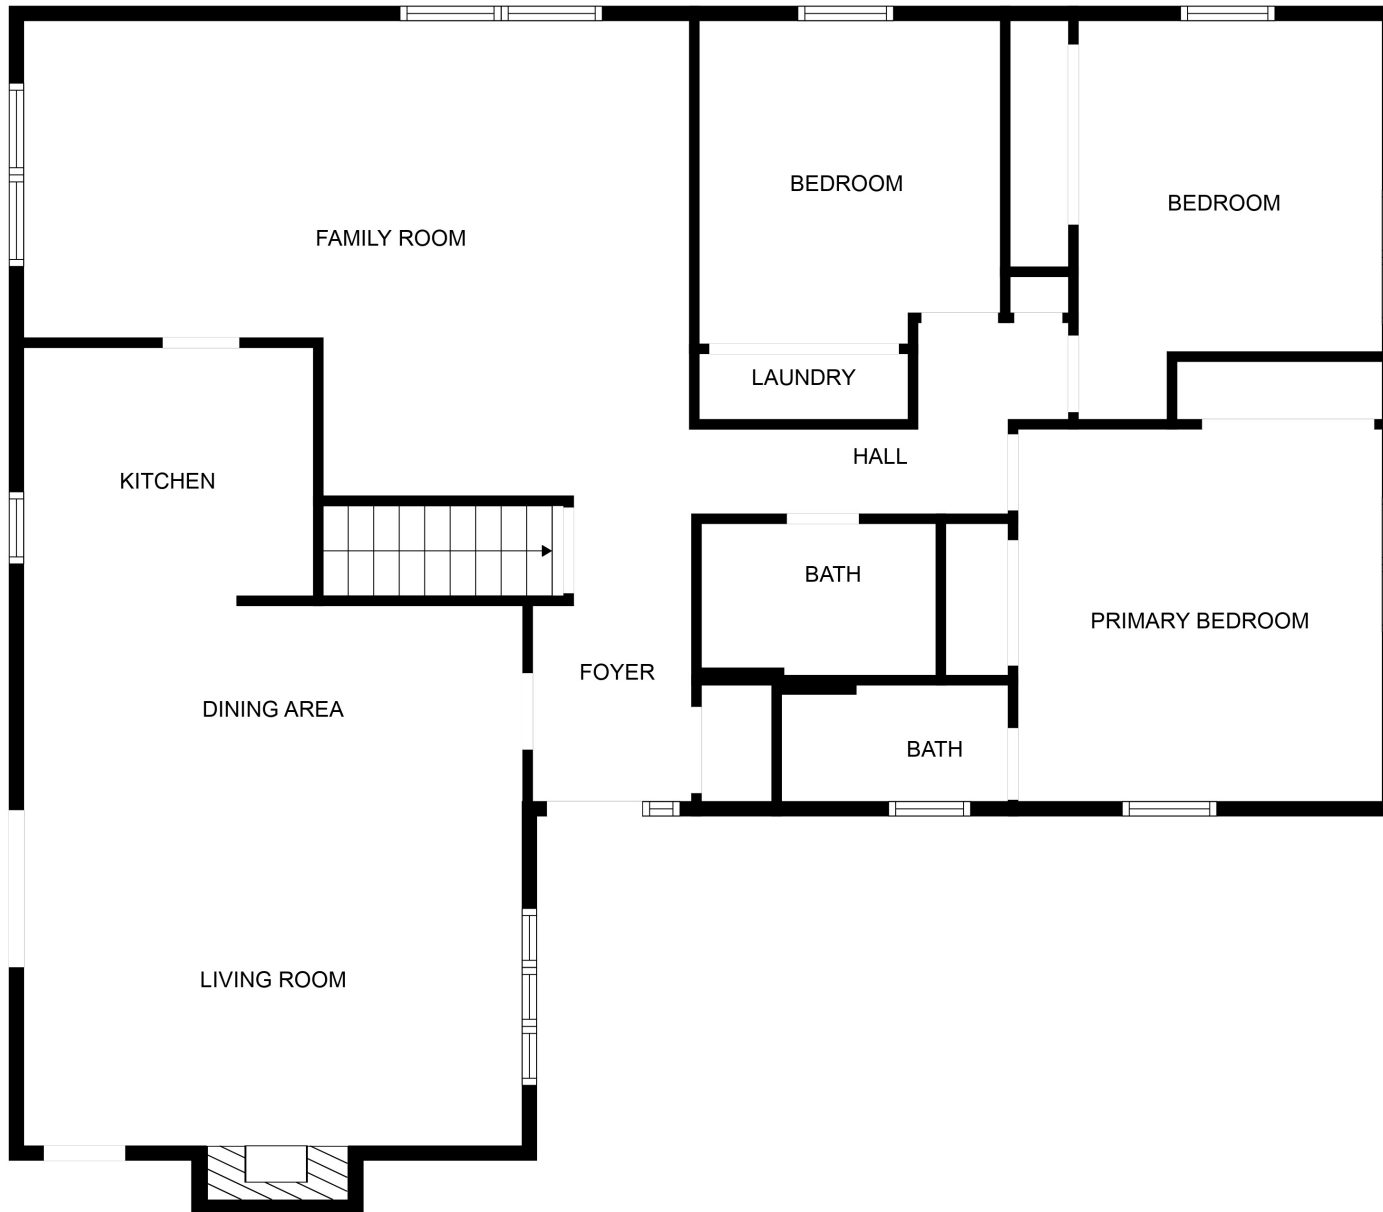 BEDROOM
BEDROOM
FAMILY ROOM
LAUNDRY
HALL
KITCHEN
BATH
PRIMARY BEDROOM
FOYER
DINING AREA
BATH
LIVING ROOM